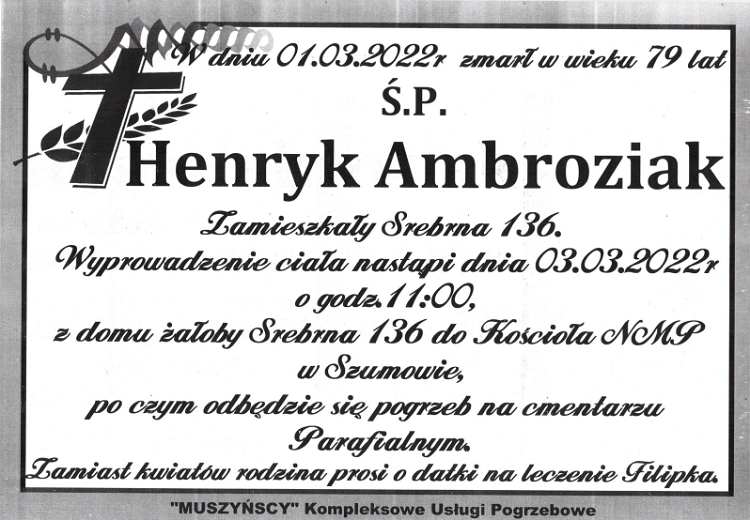 W dniu 01.03.2022r zmarł w wieku 79 lat
Ś.P.
Henryk Ambroziak
Zamieszkały Srebrna 136.
Wyprowadzenie ciała nastąpi dnia 03.03.2022r
o godz.11:00,
z domu żałoby Srebrna 136 do Kościoła NMP
w Szumowie,
po czym odbędzie się pogrzeb na cmentarzu
Parafialnym.
Zamiast kwiatów rodzina prosi o datki na leczenie Filipka.
"MUSZYŃSCY" Kompleksowe Usługi Pogrzebowe